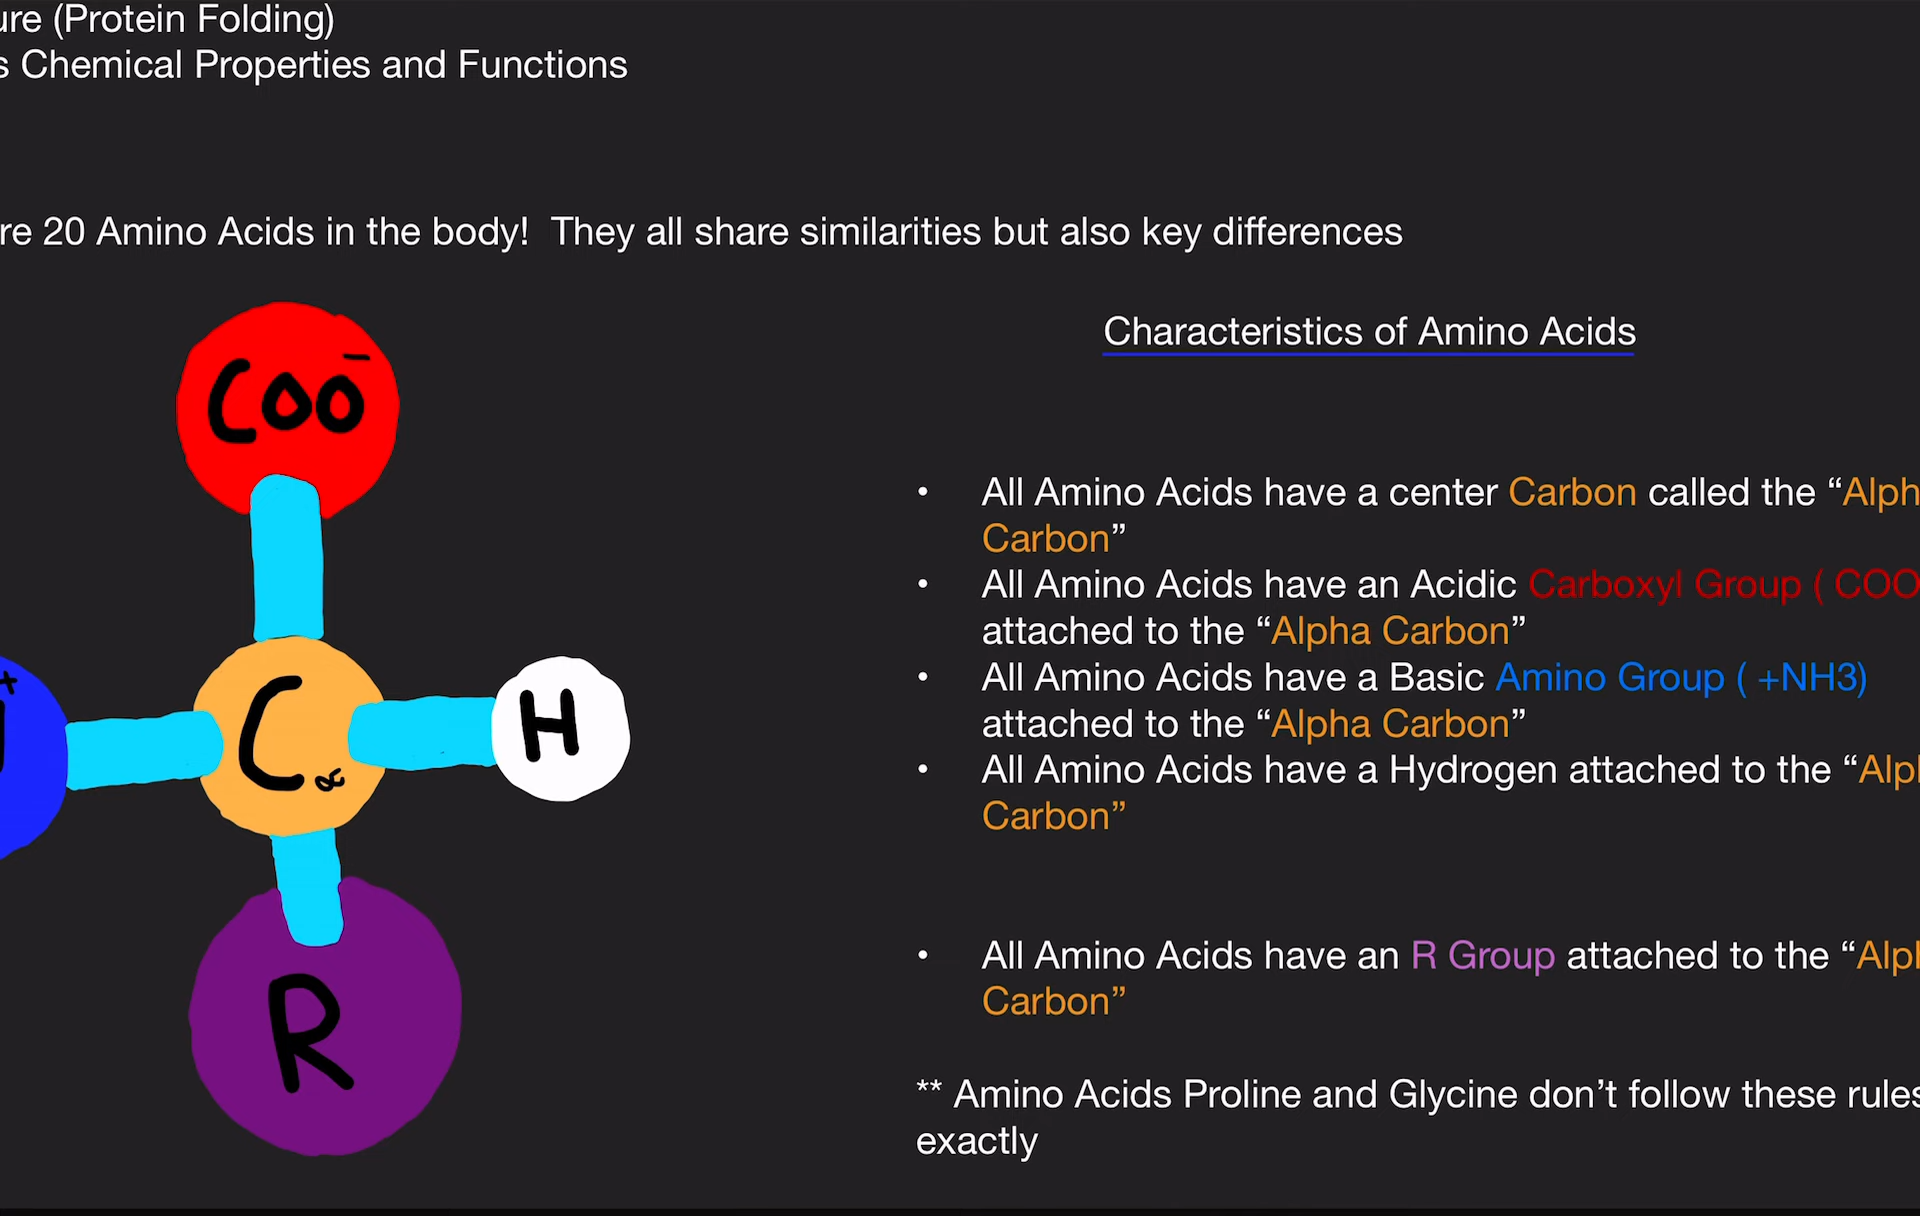 ure (Protein Folding)
s Chemical Properties and Functions
re 20 Amino Acids in the body!  They all share similarities but also key differences
Characteristics of Amino Acids
COO⁻
+
C∝
H
R
• All Amino Acids have a center Carbon called the “Alph
Carbon”
• All Amino Acids have an Acidic Carboxyl Group ( COO
attached to the “Alpha Carbon”
• All Amino Acids have a Basic Amino Group ( +NH3)
attached to the “Alpha Carbon”
• All Amino Acids have a Hydrogen attached to the “Alp
Carbon”
• All Amino Acids have an R Group attached to the “Alp
Carbon”
** Amino Acids Proline and Glycine don’t follow these rules
exactly